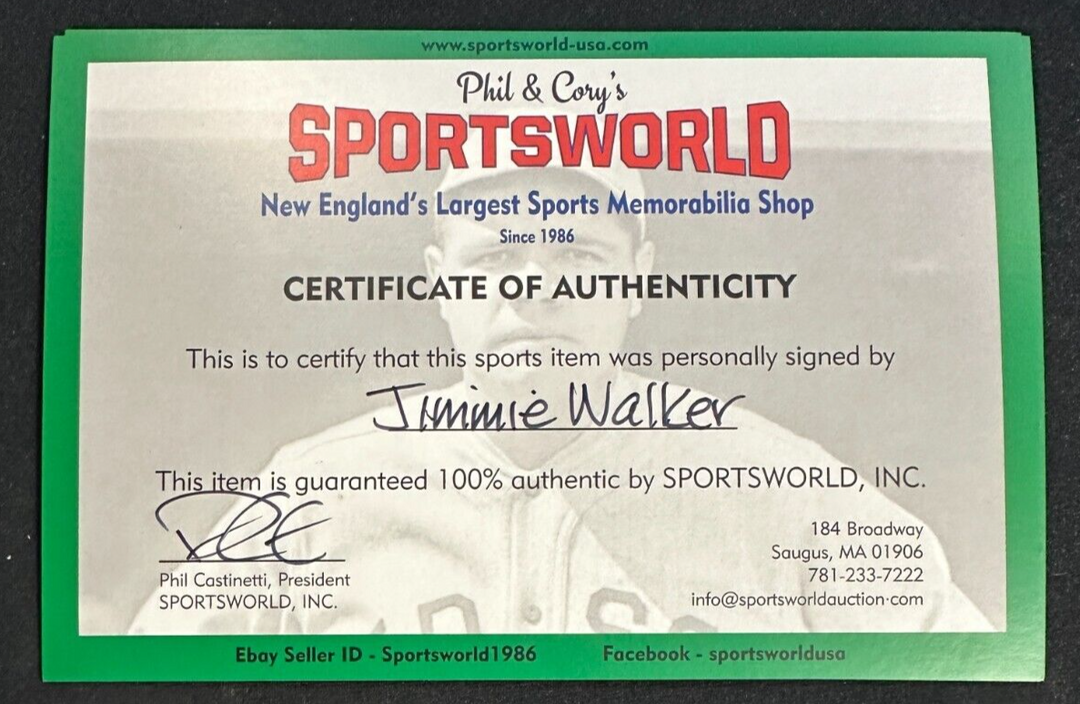 www.sportsworld-usa.com
Phil & Cory's
SPORTSWORLD
New England's Largest Sports Memorabilia Shop
Since 1986
CERTIFICATE OF AUTHENTICITY
This is to certify that this sports item was personally signed by
Jimmie Walker
This item is guaranteed 100% authentic by SPORTSWORLD, INC.
184 Broadway
Saugus, MA 01906
781-233-7222
info@sportsworldauction.com
Phil Castinetti, President
SPORTSWORLD, INC.
Ebay Seller ID - Sportsworld1986 Facebook - sportsworldusa